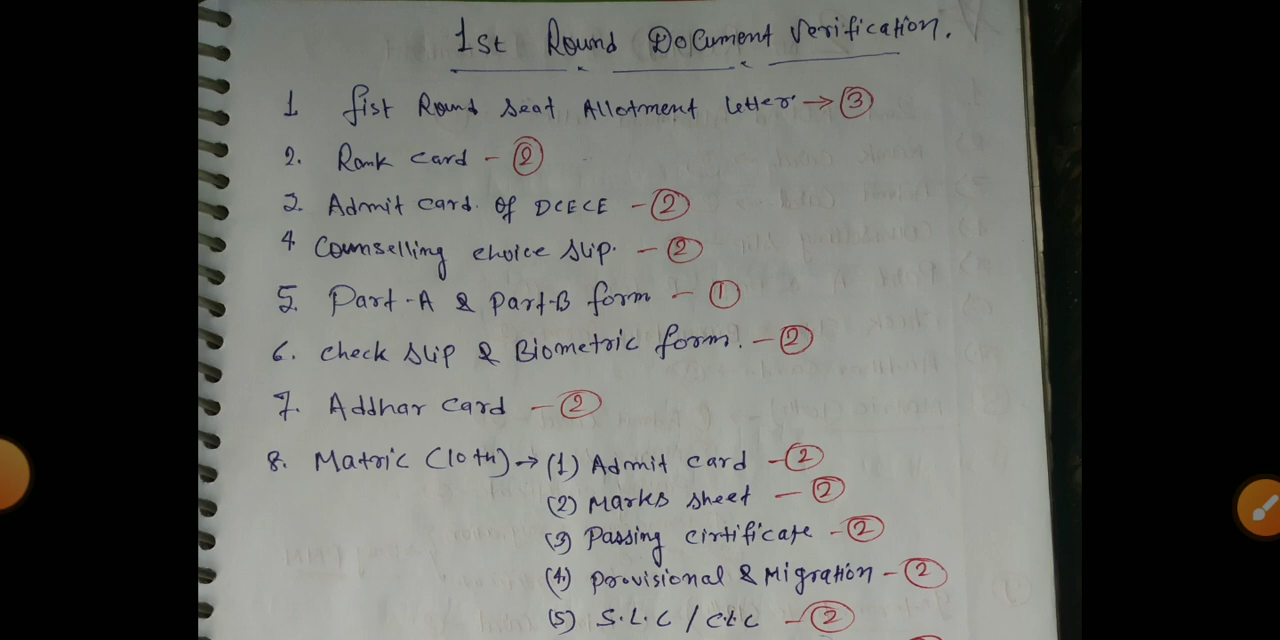 1st Round Document Verification.
1 fist Round Seat Allotment letter → 3
2. Rank card - 2
3. Admit card. Of DCECE - 2
4. Counselling choice slip. - 2
5. Part-A & Part-B form - 1
6. check slip & Biometric form. - 2
7. Addhar card - 2
8. Matric (10th) → (1) Admit card - 2
(2) Marks sheet - 2
(3) Passing cirtificate - 2
(4) Provisional & Migration - 2
(5) S.L.C / C.L.C - 2